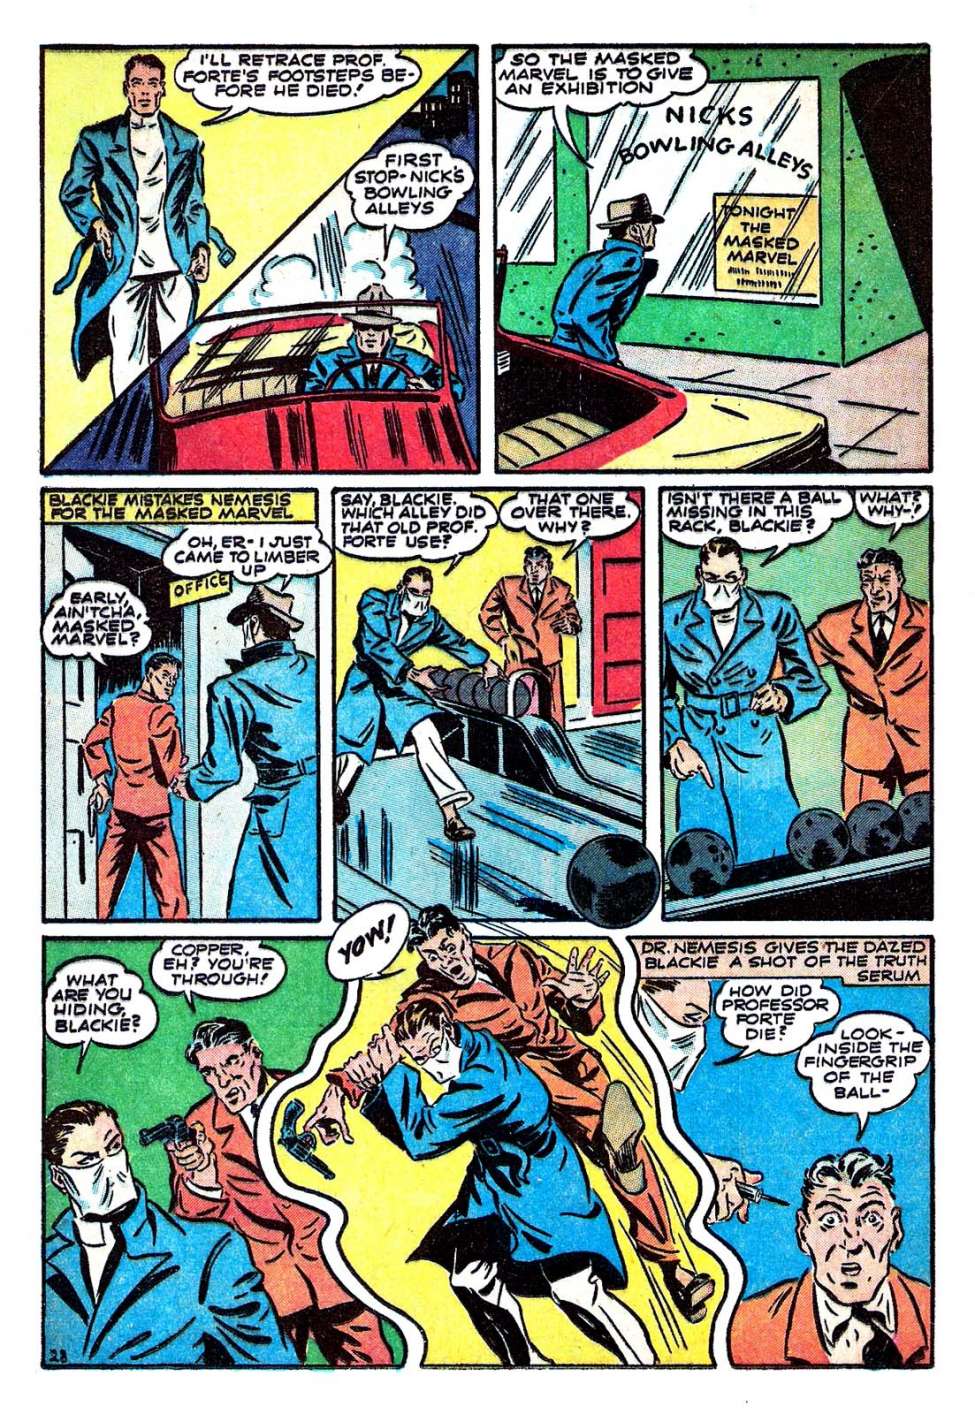 I'LL RETRACE PROF.
FORTE'S FOOTSTEPS BE-
FORE HE DIED!
FIRST
STOP-NICK'S
BOWLING
ALLEYS
SO THE MASKED
MARVEL IS TO GIVE
AN EXHIBITION
NICKS
BOWLING ALLEYS
TONIGHT
THE
MASKED
MARVEL
BLACKIE MISTAKES NEMESIS
FOR THE MASKED MARVEL
EARLY,
AIN'TCHA,
MASKED
MARVEL?
OH, ER-I JUST
CAME TO LIMBER
UP
OFFICE
SAY, BLACKIE.
WHICH ALLEY DID
THAT OLD PROF.
FORTE USE?
THAT ONE
OVER THERE.
WHY?
ISN'T THERE A BALL
MISSING IN THIS
RACK, BLACKIE?
WHAT?
WHY-!
WHAT
ARE YOU
HIDING,
BLACKIE?
COPPER,
EH? YOU'RE
THROUGH!
YOW!
DR. NEMESIS GIVES THE DAZED
BLACKIE A SHOT OF THE TRUTH
SERUM
HOW DID
PROFESSOR
FORTE
DIE?
LOOK-
INSIDE THE
FINGERGRIP
OF THE
BALL-
28